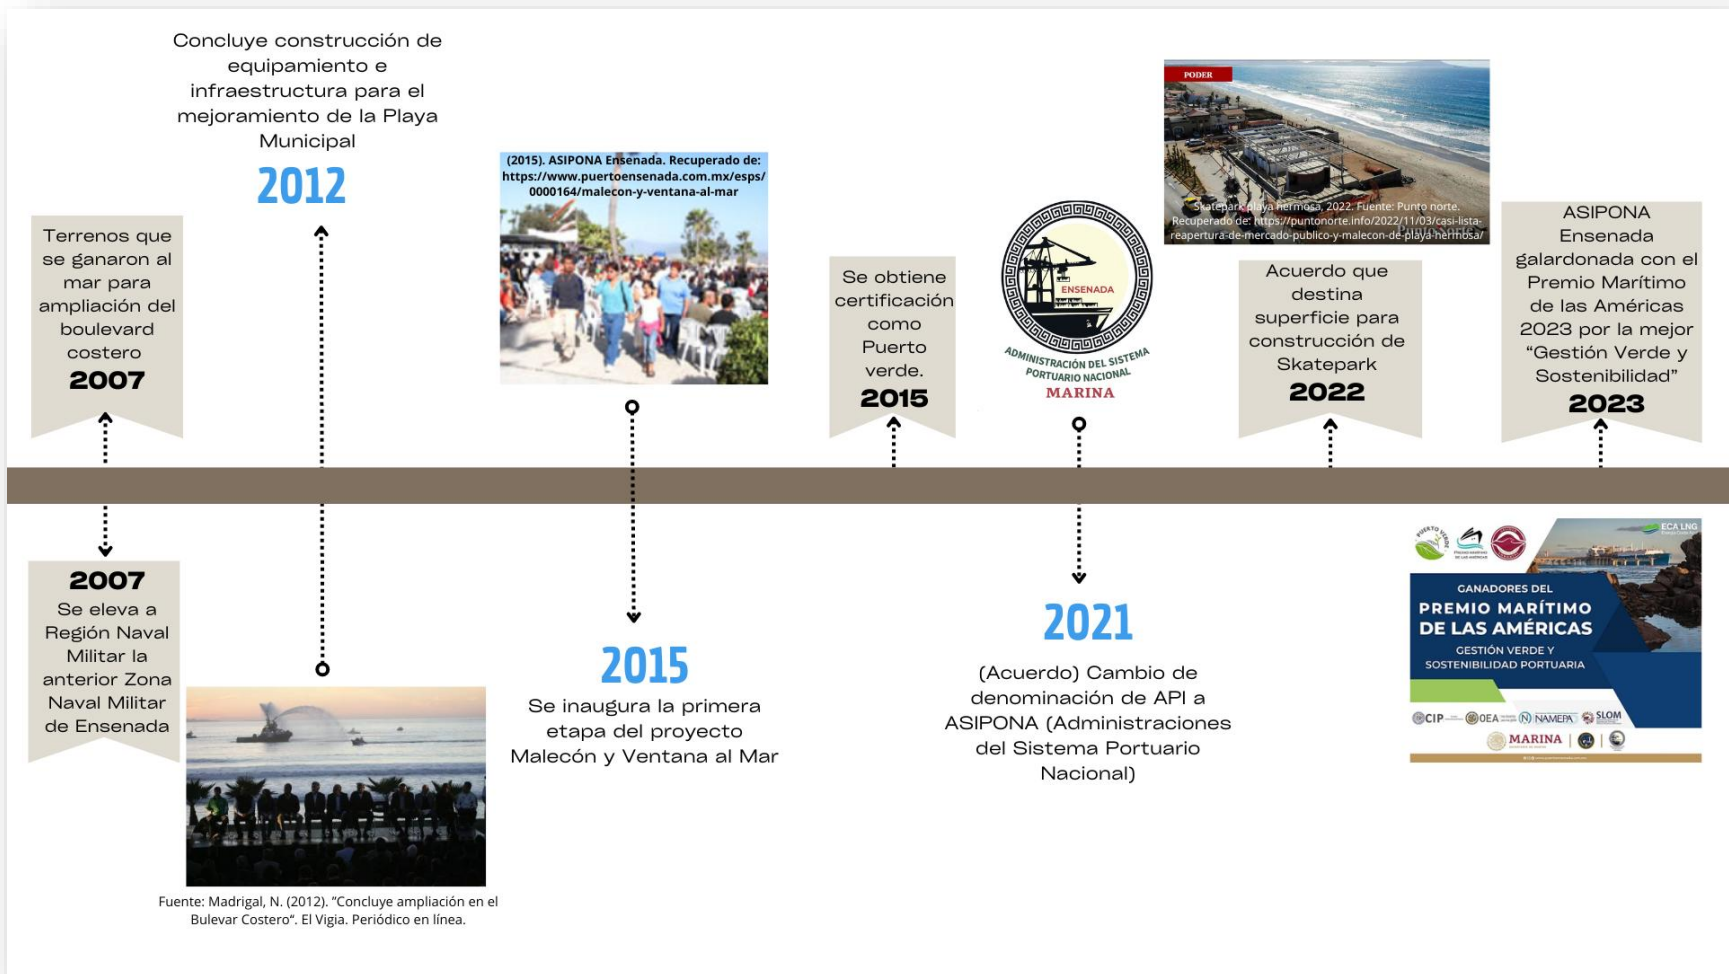 Concluye construcción de
equipamiento e
infraestructura para el
mejoramiento de la Playa
Municipal
2012
Terrenos que
se ganaron al
mar para
ampliación del
boulevard
costero
2007
(2015). ASIPONA Ensenada. Recuperado de:
https://www.puertoensenada.com.mx/esps/
0000164/malecon-y-ventana-al-mar
Se obtiene
certificación
como
Puerto
verde.
2015
ENSENADA
ADMINISTRACIÓN DEL SISTEMA
PORTUARIO NACIONAL
MARINA
PODER
Skatepark playa hermosa, 2022. Fuente: Punto norte.
Recuperado de: https://puntonorte.info/2022/11/03/casi-lista-
reapertura-de-mercado-publico-y-malecon-de-playa-hermosa/
Acuerdo que
destina
superficie para
construcción de
Skatepark
2022
ASIPONA
Ensenada
galardonada con el
Premio Marítimo
de las Américas
2023 por la mejor
“Gestión Verde y
Sostenibilidad”
2023
2007
Se eleva a
Región Naval
Militar la
anterior Zona
Naval Militar
de Ensenada
Fuente: Madrigal, N. (2012). “Concluye ampliación en el
Bulevar Costero“. El Vigia. Periódico en línea.
2015
Se inaugura la primera
etapa del proyecto
Malecón y Ventana al Mar
2021
(Acuerdo) Cambio de
denominación de API a
ASIPONA (Administraciones
del Sistema Portuario
Nacional)
PUERTO VERDE
ECA LNG
GANADORES DEL
PREMIO MARÍTIMO
DE LAS AMÉRICAS
GESTIÓN VERDE Y
SOSTENIBILIDAD PORTUARIA
CIP
OEA
NAMEPA
SLOM
MARINA